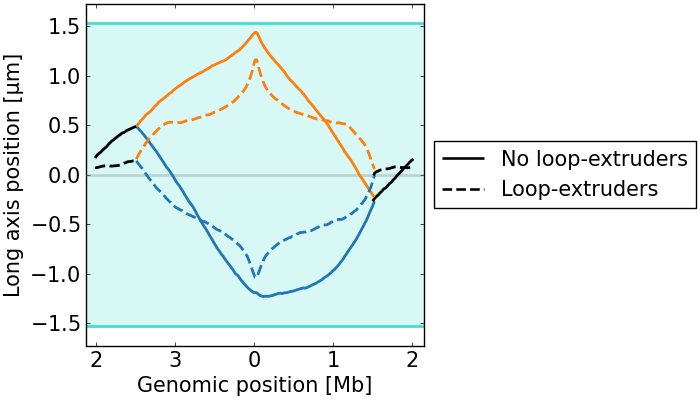 Long axis position [µm]
1.5
1.0
0.5
0.0
−0.5
−1.0
−1.5
2 3 0 1 2
Genomic position [Mb]
No loop-extruders
Loop-extruders